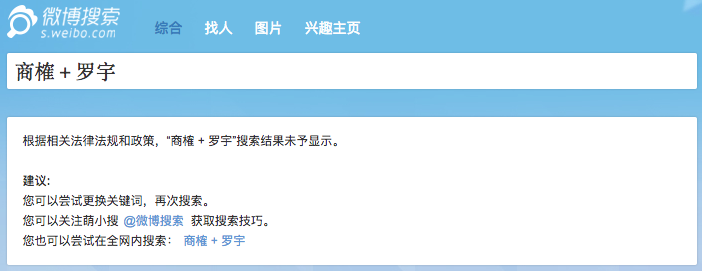 微博搜索
s.weibo.com
综合 找人 图片 兴趣主页
商榷 + 罗宇
根据相关法律法规和政策，“商榷 + 罗宇”搜索结果未予显示。
建议:
您可以尝试更换关键词，再次搜索。
您可以关注萌小搜 @微博搜索 获取搜索技巧。
您也可以尝试在全网内搜索： 商榷 + 罗宇